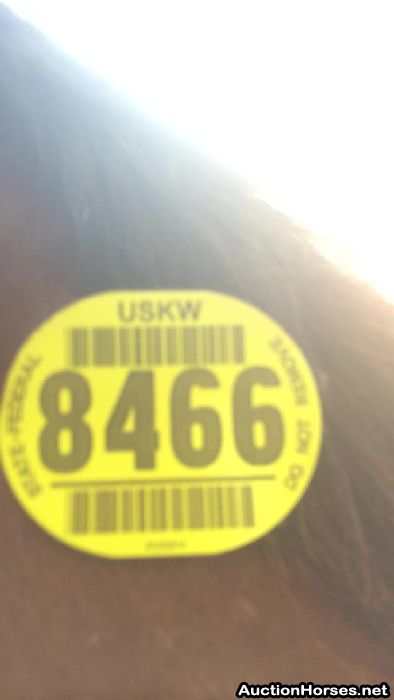 USKW
STATE-FEDERAL
8466
DO NOT REMOVE
AuctionHorses.net